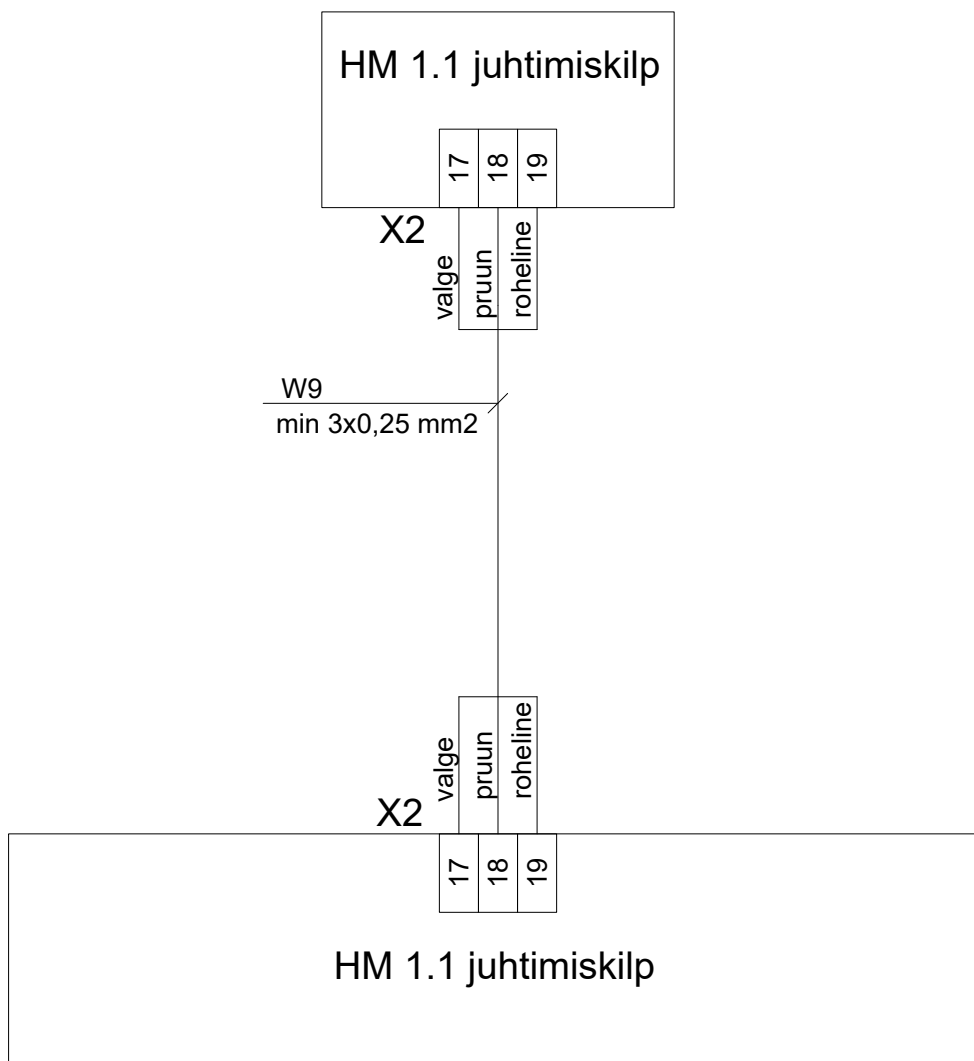 HM 1.1 juhtimiskilp
17 18 19
X2
valge pruun roheline
W9
min 3x0,25 mm2
valge pruun roheline
X2
17 18 19
HM 1.1 juhtimiskilp